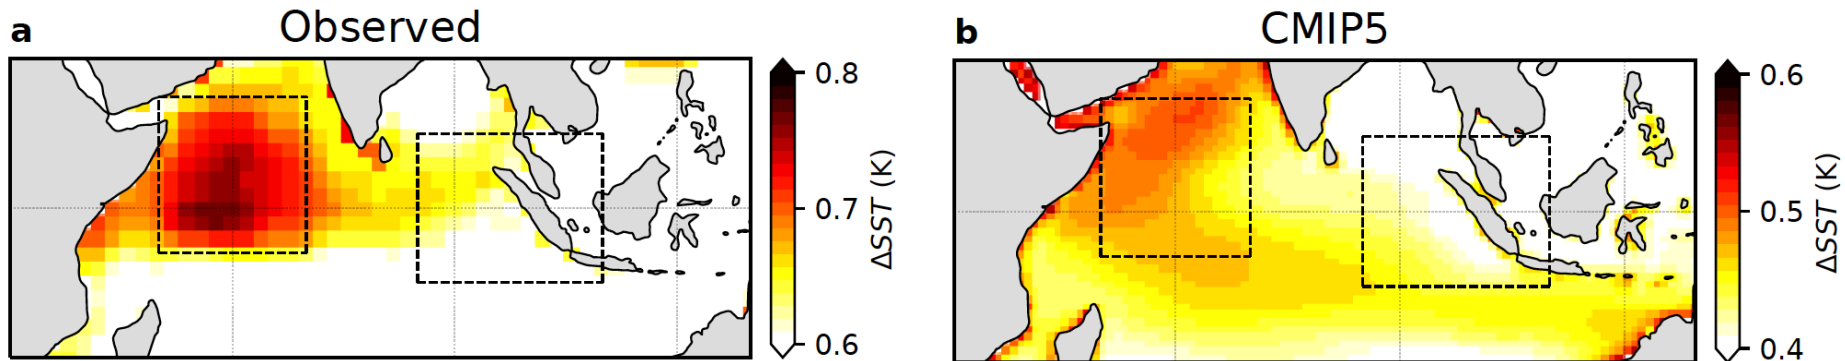 a
Observed
0.8
0.7
0.6
ΔSST (K)
b
CMIP5
0.6
0.5
0.4
ΔSST (K)